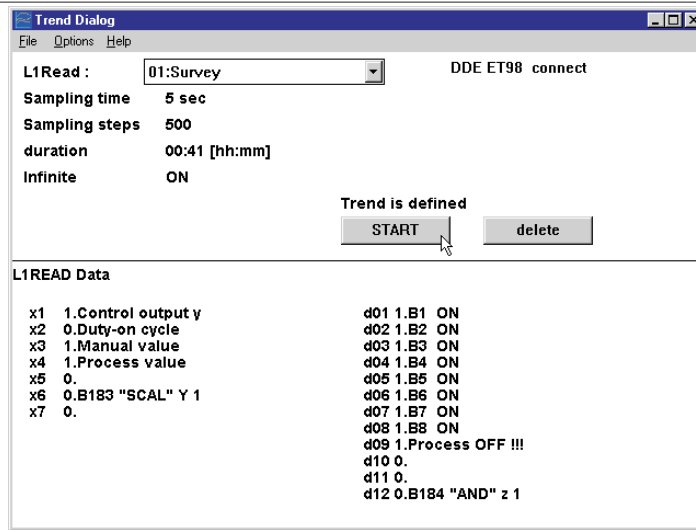 Trend Dialog
File Options Help
L1Read : 01:Survey DDE ET98 connect
Sampling time 5 sec
Sampling steps 500
duration 00:41 [hh:mm]
Infinite ON
Trend is defined
START delete
L1READ Data
x1 1.Control output y
x2 0.Duty-on cycle
x3 1.Manual value
x4 1.Process value
x5 0.
x6 0.B183 "SCAL" Y 1
x7 0.
d01 1.B1 ON
d02 1.B2 ON
d03 1.B3 ON
d04 1.B4 ON
d05 1.B5 ON
d06 1.B6 ON
d07 1.B7 ON
d08 1.B8 ON
d09 1.Process OFF !!!
d10 0.
d11 0.
d12 0.B184 "AND" z 1